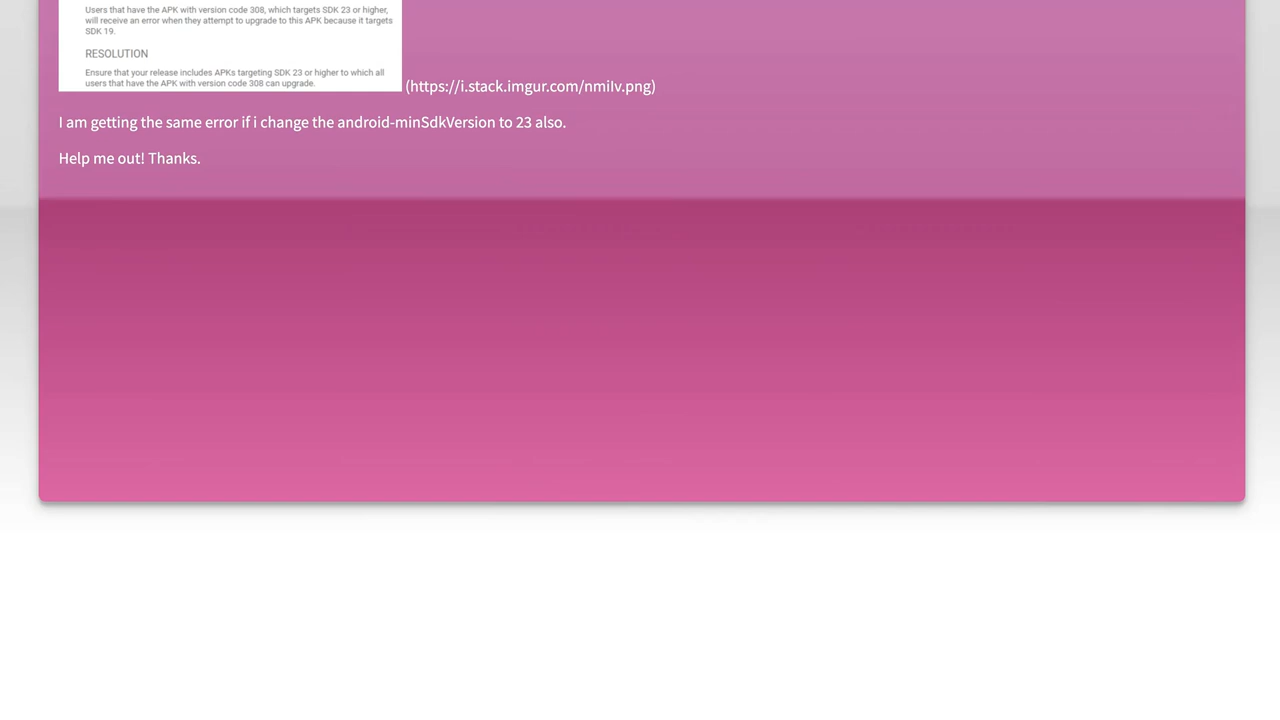 Users that have the APK with version code 308, which targets SDK 23 or higher,
will receive an error when they attempt to upgrade to this APK because it targets
SDK 19.
RESOLUTION
Ensure that your release includes APKs targeting SDK 23 or higher to which all
users that have the APK with version code 308 can upgrade.
(https://i.stack.imgur.com/nmiIv.png)
I am getting the same error if i change the android-minSdkVersion to 23 also.
Help me out! Thanks.